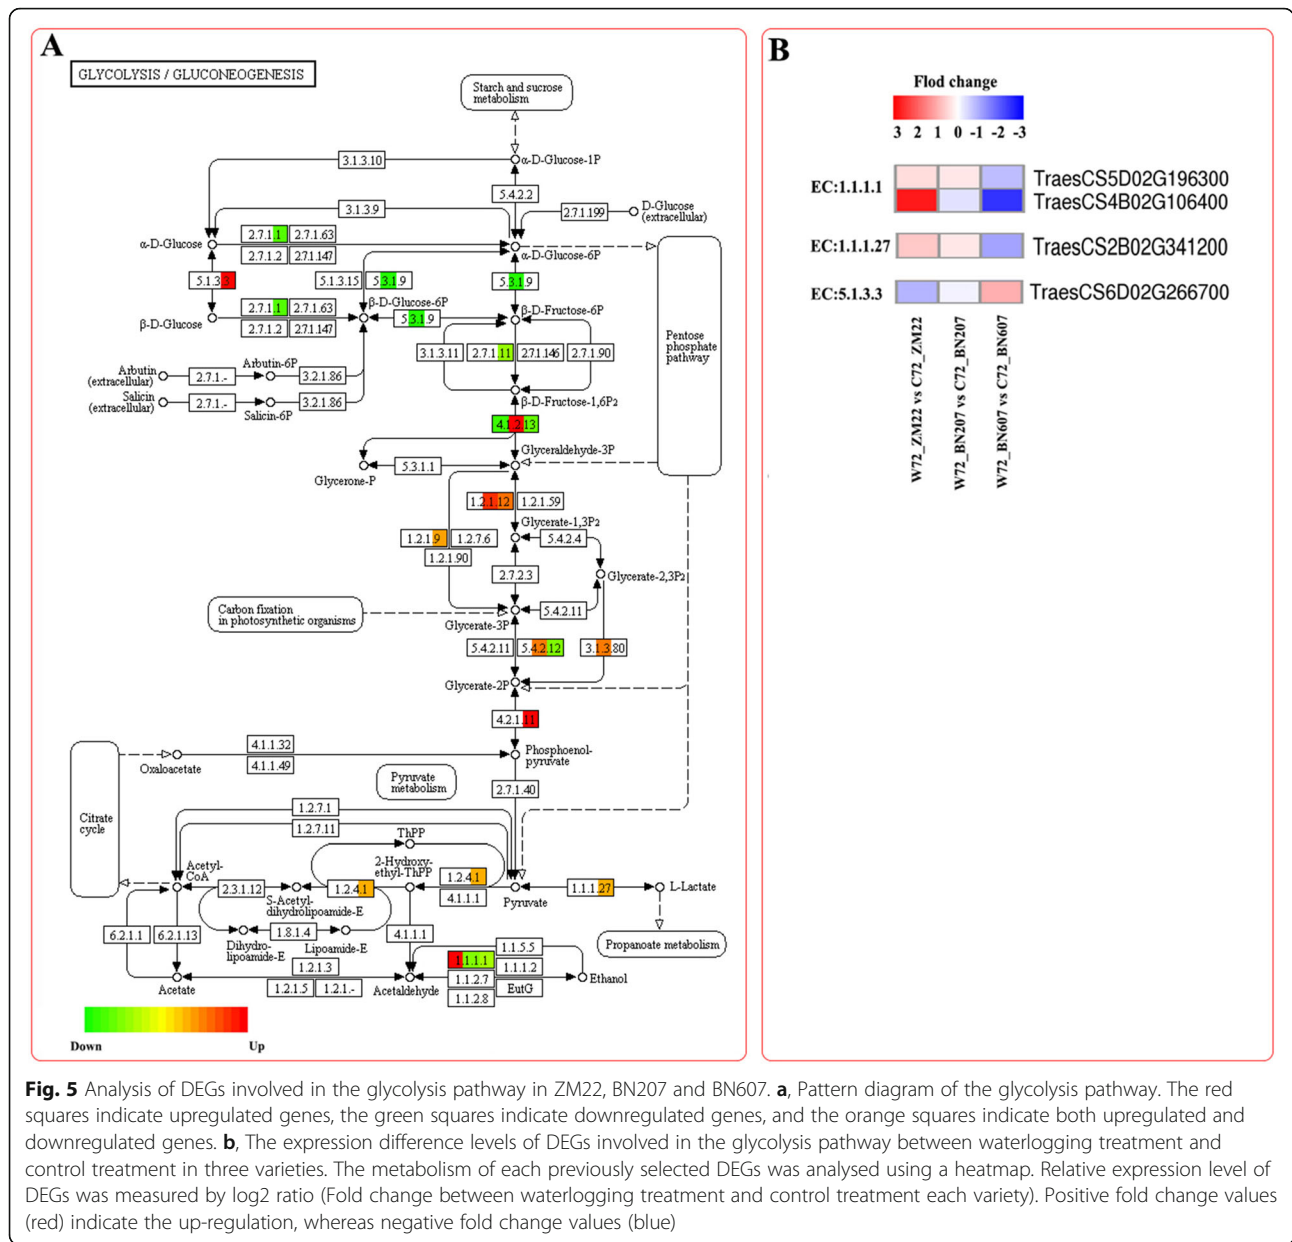 A
GLYCOLYSIS / GLUCONEOGENESIS
Starch and sucrose
metabolism
3.1.3.10
α-D-Glucose-1P
5.4.2.2
3.1.3.9
2.7.1.199
D-Glucose
(extracellular)
2.7.1.1
2.7.1.63
α-D-Glucose
2.7.1.2
2.7.1.147
α-D-Glucose-6P
5.1.3.3
5.1.3.15
5.3.1.9
5.3.1.9
2.7.1.1
2.7.1.63
β-D-Glucose-6P
β-D-Glucose
2.7.1.2
2.7.1.147
5.3.1.9
β-D-Fructose-6P
Pentose
phosphate
pathway
3.1.3.11
2.7.1.11
2.7.1.146
2.7.1.90
Arbutin
(extracellular)
2.7.1.-
Arbutin-6P
3.2.1.86
Salicin
(extracellular)
2.7.1.-
Salicin-6P
3.2.1.86
β-D-Fructose-1,6P2
4.1.2.13
Glyceraldehyde-3P
Glycerone-P
5.3.1.1
1.2.1.12
1.2.1.59
1.2.1.9
1.2.7.6
1.2.1.90
Glycerate-1,3P2
5.4.2.4
2.7.2.3
Glycerate-2,3P2
Carbon fixation
in photosynthetic organisms
5.4.2.11
Glycerate-3P
5.4.2.11
5.4.2.12
3.1.3.80
Glycerate-2P
4.2.1.11
4.1.1.32
4.1.1.49
Oxaloacetate
Phosphoenol-
pyruvate
Pyruvate
metabolism
2.7.1.40
Citrate
cycle
1.2.7.1
1.2.7.11
ThPP
Acetyl-
CoA
2.3.1.12
S-Acetyl-
dihydrolipoamide-E
1.2.4.1
2-Hydroxy-
ethyl-ThPP
1.2.4.1
4.1.1.1
Pyruvate
1.1.1.27
L-Lactate
6.2.1.1
6.2.1.13
Dihydro-
lipoamide-E
1.8.1.4
Lipoamide-E
4.1.1.1
Propanoate metabolism
1.1.5.5
1.1.1.1
1.1.1.2
1.1.2.7
EutG
1.1.2.8
Ethanol
1.2.1.3
1.2.1.5
1.2.1.-
Acetate
Acetaldehyde
Down
Up
B
Flod change
3 2 1 0 -1 -2 -3
EC:1.1.1.1
TraesCS5D02G196300
TraesCS4B02G106400
EC:1.1.1.27
TraesCS2B02G341200
EC:5.1.3.3
TraesCS6D02G266700
W72_ZM22 vs C72_ZM22
W72_BN207 vs C72_BN207
W72_BN607 vs C72_BN607
Fig. 5 Analysis of DEGs involved in the glycolysis pathway in ZM22, BN207 and BN607. a, Pattern diagram of the glycolysis pathway. The red
squares indicate upregulated genes, the green squares indicate downregulated genes, and the orange squares indicate both upregulated and
downregulated genes. b, The expression difference levels of DEGs involved in the glycolysis pathway between waterlogging treatment and
control treatment in three varieties. The metabolism of each previously selected DEGs was analysed using a heatmap. Relative expression level of
DEGs was measured by log2 ratio (Fold change between waterlogging treatment and control treatment each variety). Positive fold change values
(red) indicate the up-regulation, whereas negative fold change values (blue)